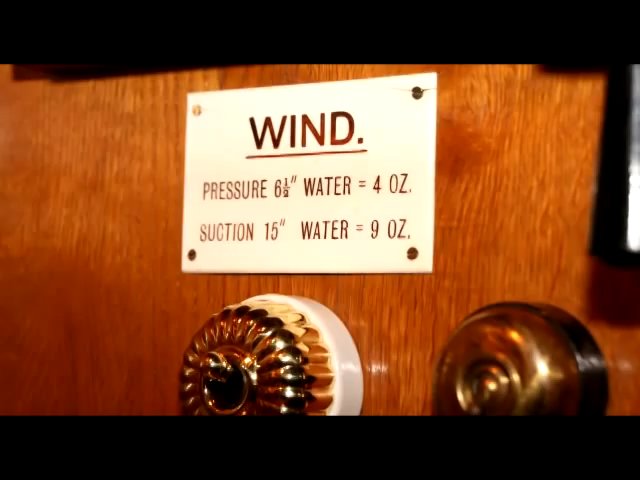 WIND.
PRESSURE 6½" WATER = 4 OZ.
SUCTION 15" WATER = 9 OZ.